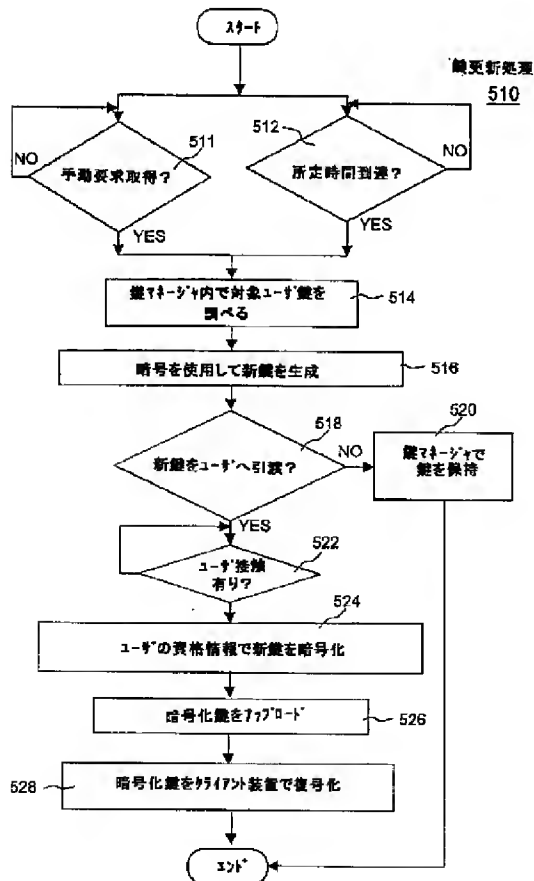 スタート
鍵更新処理
510
NO
手動要求取得?
511
512
所定時間到達?
NO
YES
YES
鍵マネージャ内で対象ユーザ鍵を
調べる
514
暗号を使用して新鍵を生成
516
新鍵をユーザへ引渡?
518
NO
520
鍵マネージャで
鍵を保持
YES
ユーザ接触
有り?
522
524
ユーザの資格情報で新鍵を暗号化
暗号化鍵をアップロード
526
528
暗号化鍵をクライアント装置で復号化
エンド